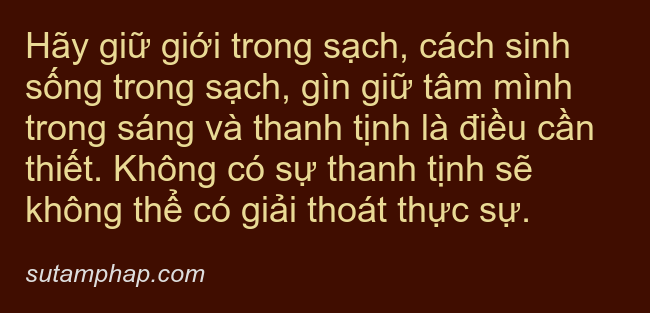 Hãy giữ giới trong sạch, cách sinh
sống trong sạch, gìn giữ tâm mình
trong sáng và thanh tịnh là điều cần
thiết. Không có sự thanh tịnh sẽ
không thể có giải thoát thực sự.
sutamphap.com